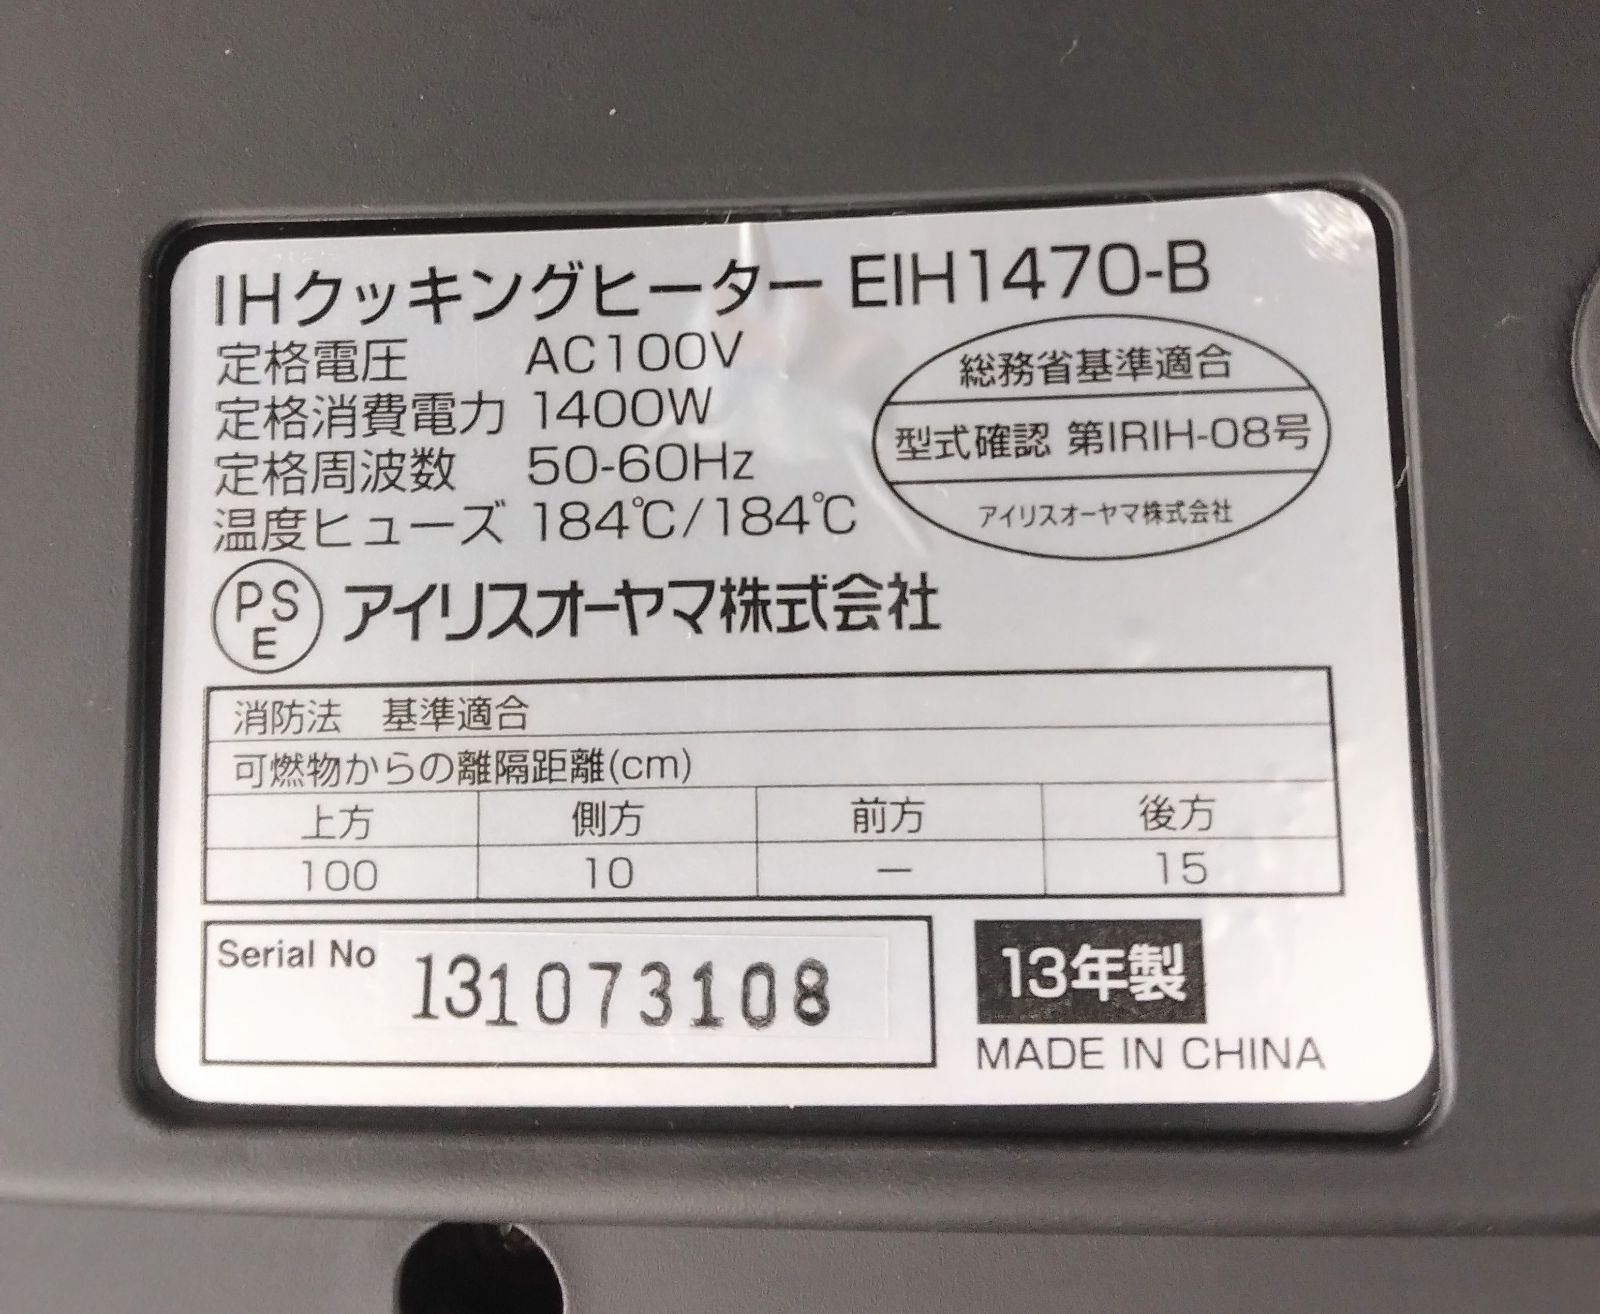 IHクッキングヒーター EIH1470-B
定格電圧 AC100V
定格消費電力 1400W
定格周波数 50-60Hz
温度ヒューズ 184℃/184℃
総務省基準適合
型式確認 第IRIH-08号
アイリスオーヤマ株式会社
PS
E
アイリスオーヤマ株式会社
消防法 基準適合
可燃物からの離隔距離(cm)
上方 側方 前方 後方
100 10 — 15
Serial No 131073108
13年製
MADE IN CHINA